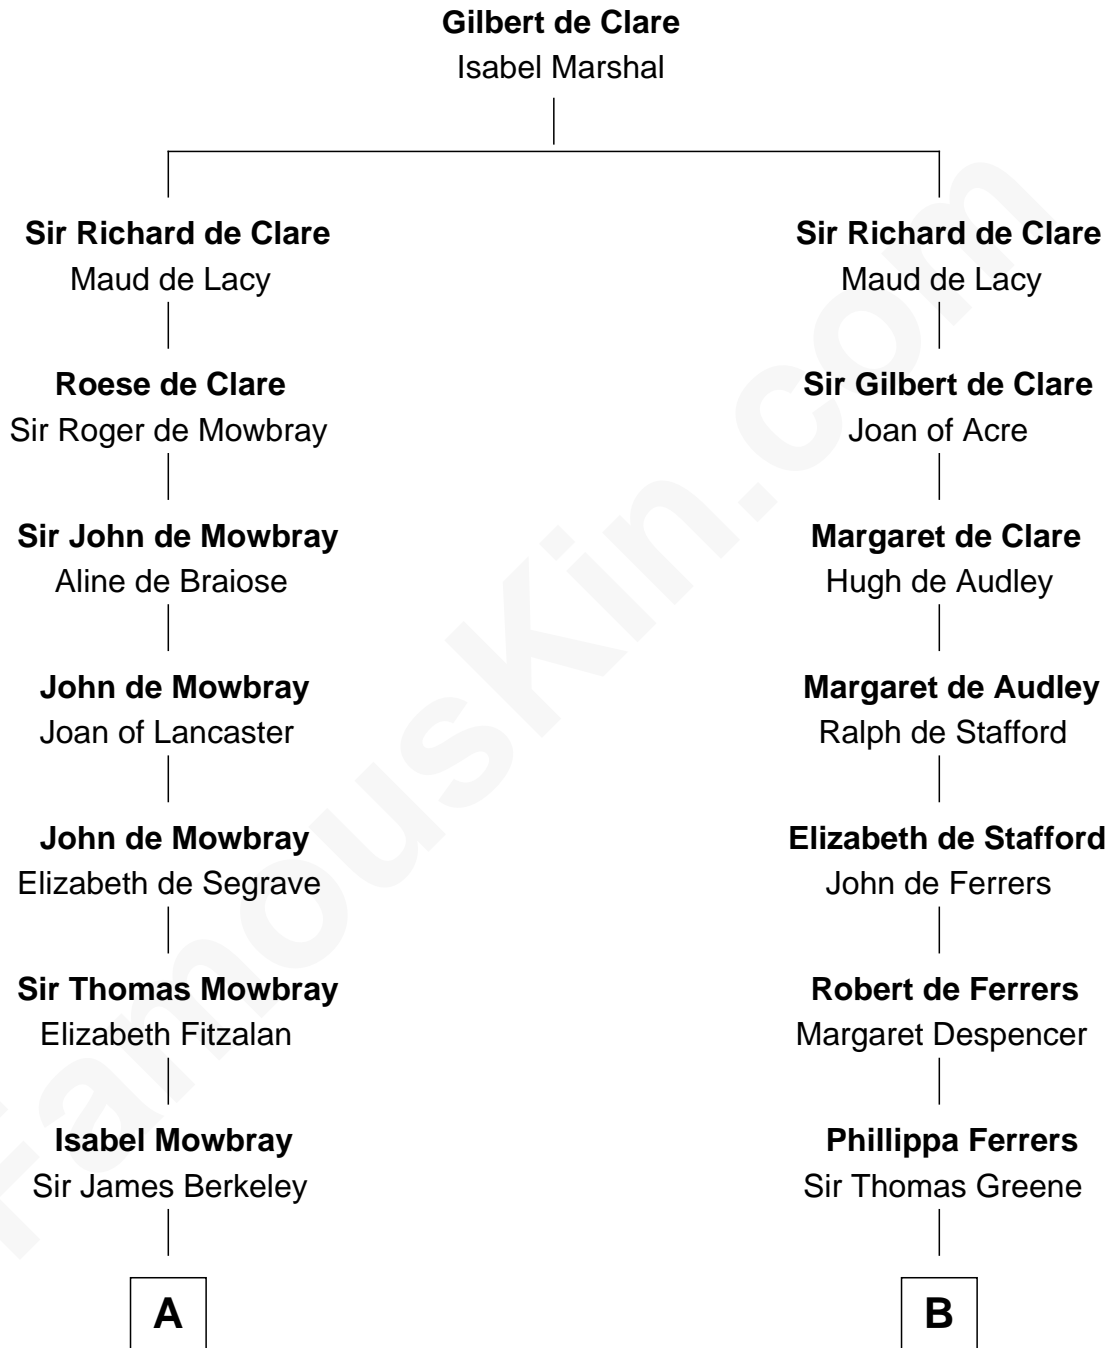 Gilbert de Clare
Isabel Marshal
Sir Richard de Clare
Maud de Lacy
Sir Richard de Clare
Maud de Lacy
Roese de Clare
Sir Roger de Mowbray
Sir Gilbert de Clare
Joan of Acre
Sir John de Mowbray
Aline de Braiose
Margaret de Clare
Hugh de Audley
John de Mowbray
Joan of Lancaster
Margaret de Audley
Ralph de Stafford
John de Mowbray
Elizabeth de Segrave
Elizabeth de Stafford
John de Ferrers
Sir Thomas Mowbray
Elizabeth Fitzalan
Robert de Ferrers
Margaret Despencer
Isabel Mowbray
Sir James Berkeley
Phillippa Ferrers
Sir Thomas Greene
A
B
FamousKin.com